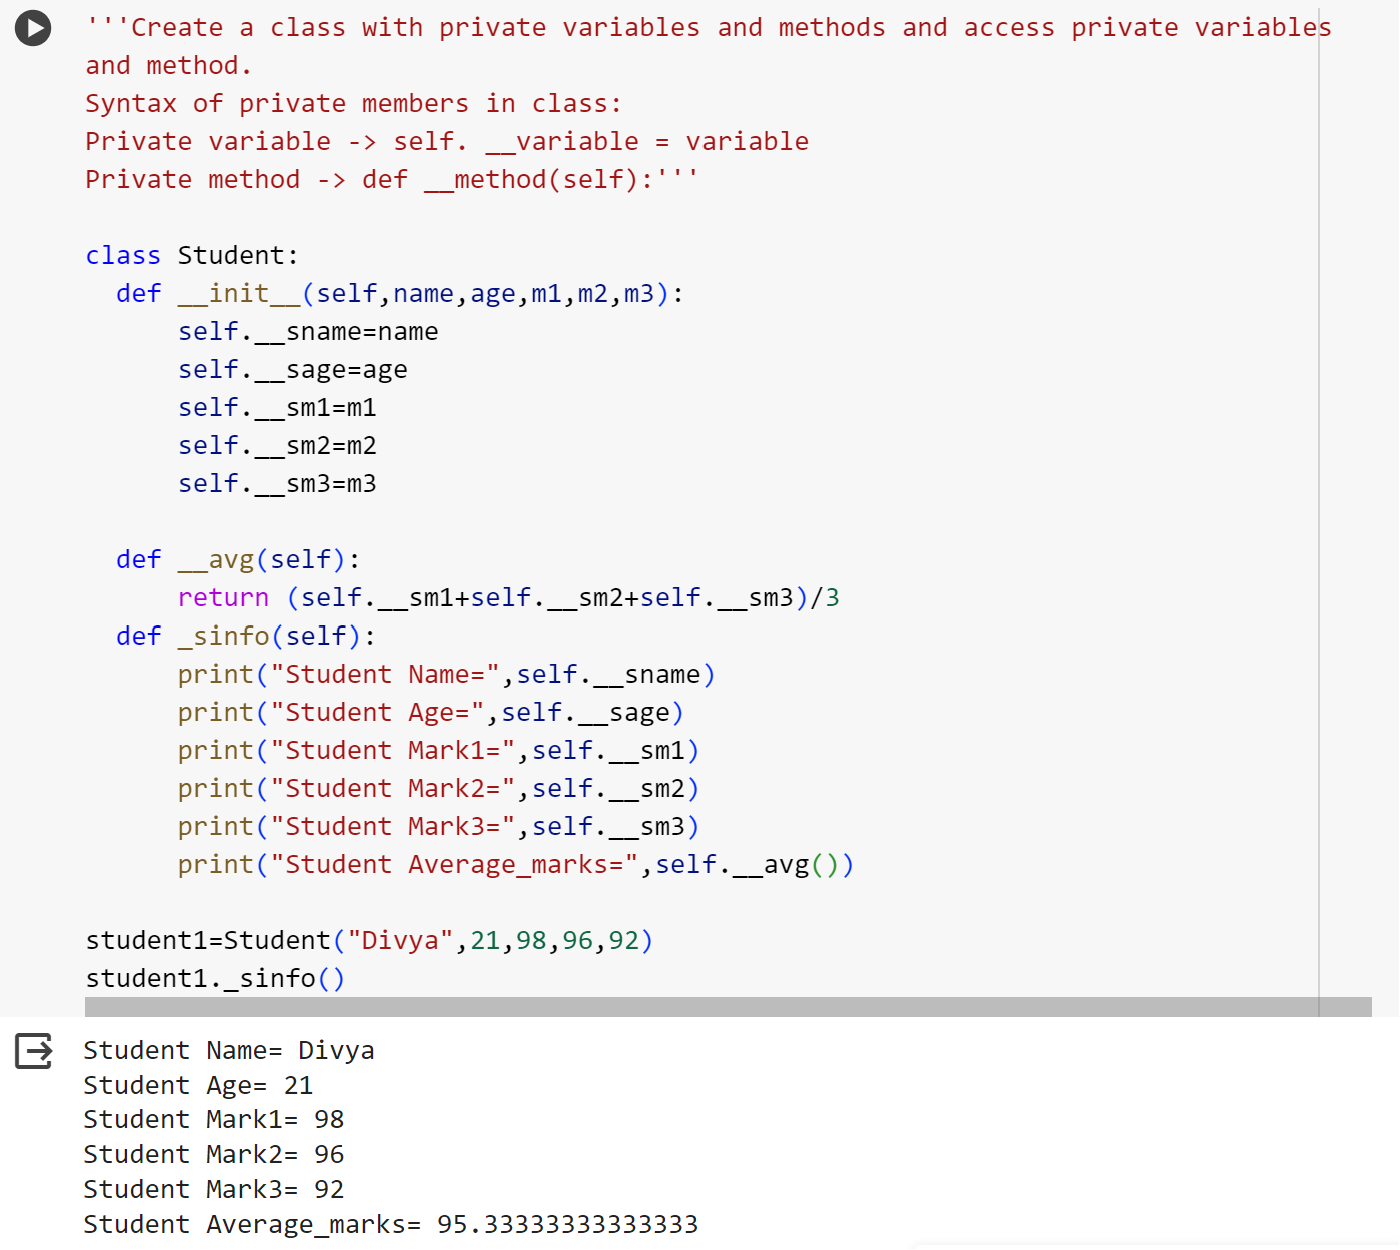 '''Create a class with private variables and methods and access private variables
and method.
Syntax of private members in class:
Private variable -> self. __variable = variable
Private method -> def __method(self):'''
class Student:
def __init__(self,name,age,m1,m2,m3):
self.__sname=name
self.__sage=age
self.__sm1=m1
self.__sm2=m2
self.__sm3=m3
def __avg(self):
return (self.__sm1+self.__sm2+self.__sm3)/3
def _sinfo(self):
print("Student Name=",self.__sname)
print("Student Age=",self.__sage)
print("Student Mark1=",self.__sm1)
print("Student Mark2=",self.__sm2)
print("Student Mark3=",self.__sm3)
print("Student Average_marks=",self.__avg())
student1=Student("Divya",21,98,96,92)
student1._sinfo()
Student Name= Divya
Student Age= 21
Student Mark1= 98
Student Mark2= 96
Student Mark3= 92
Student Average_marks= 95.33333333333333